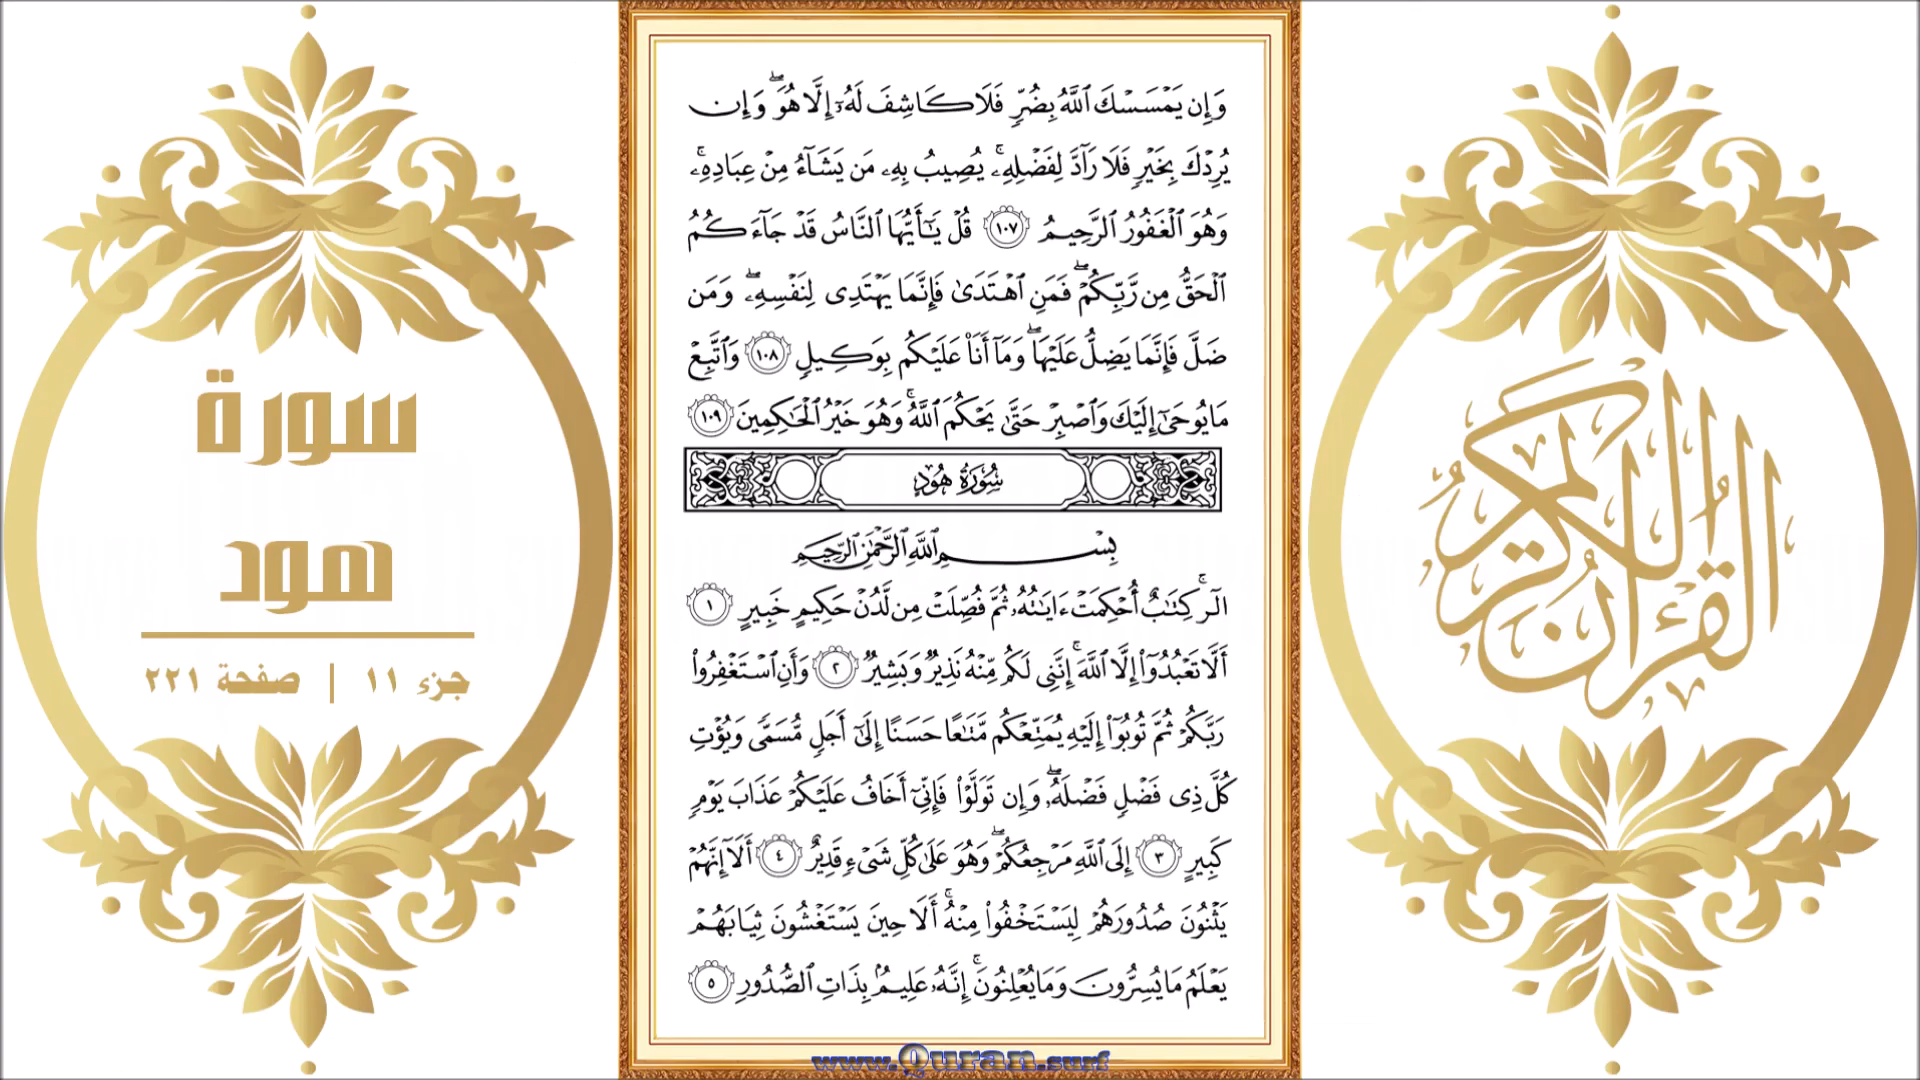 وَإِن يَمْسَسْكَ ٱللَّهُ بِضُرٍّ فَلَا كَاشِفَ لَهُۥٓ إِلَّا هُوَ ۖ وَإِن
يُرِدْكَ بِخَيْرٍ فَلَا رَآدَّ لِفَضْلِهِۦ ۚ يُصِيبُ بِهِۦ مَن يَشَآءُ مِنْ عِبَادِهِۦ ۚ
وَهُوَ ٱلْغَفُورُ ٱلرَّحِيمُ ١٠٧ قُلْ يَـٰٓأَيُّهَا ٱلنَّاسُ قَدْ جَآءَكُمُ
ٱلْحَقُّ مِن رَّبِّكُمْ ۖ فَمَنِ ٱهْتَدَىٰ فَإِنَّمَا يَهْتَدِى لِنَفْسِهِۦ ۖ وَمَن
ضَلَّ فَإِنَّمَا يَضِلُّ عَلَيْهَا ۖ وَمَآ أَنَا۠ عَلَيْكُم بِوَكِيلٍ ١٠٨ وَٱتَّبِعْ
مَا يُوحَىٰٓ إِلَيْكَ وَٱصْبِرْ حَتَّىٰ يَحْكُمَ ٱللَّهُ ۚ وَهُوَ خَيْرُ ٱلْحَـٰكِمِينَ ١٠٩
سُورَةُ هُودٍ
بِسْمِ ٱللَّهِ ٱلرَّحْمَـٰنِ ٱلرَّحِيمِ
الٓر ۚ كِتَـٰبٌ أُحْكِمَتْ ءَايَـٰتُهُۥ ثُمَّ فُصِّلَتْ مِن لَّدُنْ حَكِيمٍ خَبِيرٍ ١
أَلَّا تَعْبُدُوٓا۟ إِلَّا ٱللَّهَ ۚ إِنَّنِى لَكُم مِّنْهُ نَذِيرٌ وَبَشِيرٌ ٢ وَأَنِ ٱسْتَغْفِرُوا۟
رَبَّكُمْ ثُمَّ تُوبُوٓا۟ إِلَيْهِ يُمَتِّعْكُم مَّتَـٰعًا حَسَنًا إِلَىٰٓ أَجَلٍ مُّسَمًّى وَيُؤْتِ
كُلَّ ذِى فَضْلٍ فَضْلَهُۥ ۖ وَإِن تَوَلَّوْا۟ فَإِنِّىٓ أَخَافُ عَلَيْكُمْ عَذَابَ يَوْمٍ
كَبِيرٍ ٣ إِلَى ٱللَّهِ مَرْجِعُكُمْ ۖ وَهُوَ عَلَىٰ كُلِّ شَىْءٍ قَدِيرٌ ٤ أَلَآ إِنَّهُمْ
يَثْنُونَ صُدُورَهُمْ لِيَسْتَخْفُوا۟ مِنْهُ ۚ أَلَا حِينَ يَسْتَغْشُونَ ثِيَابَهُمْ
يَعْلَمُ مَا يُسِرُّونَ وَمَا يُعْلِنُونَ ۚ إِنَّهُۥ عَلِيمٌۢ بِذَاتِ ٱلصُّدُورِ ٥
www.Quran.surf
القرآن الكريم
سورة
هود
جزء ١١ | صفحة ٢٢١